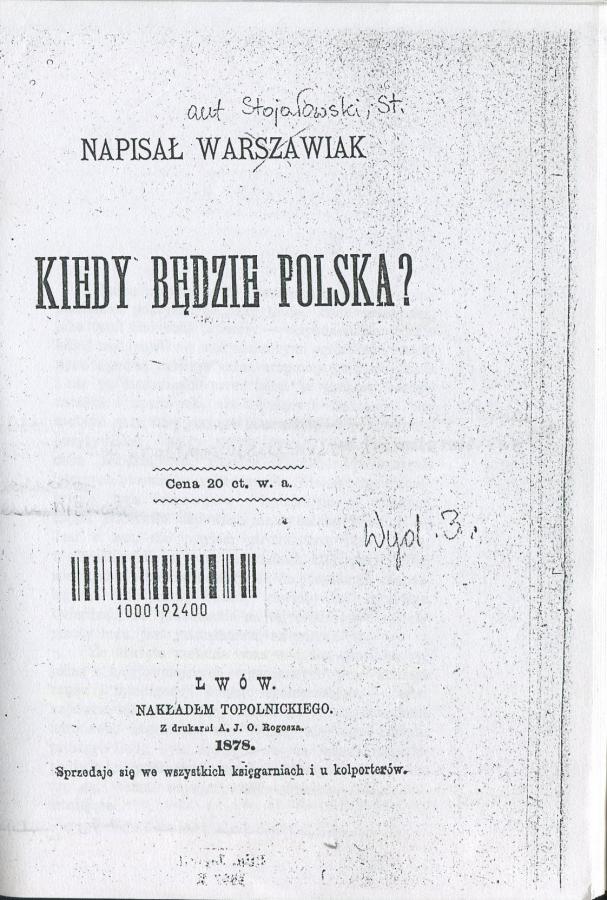 aut Stojałowski, St.
NAPISAŁ WARSZAWIAK
KIEDY BĘDZIE POLSKA?
Cena 20 ct. w. a.
Wyd. 3.
1000192400
LWÓW.
NAKŁADEM TOPOLNICKIEGO.
Z drukarni A. J. O. Rogosza.
1878.
Sprzedaje się we wszystkich księgarniach i u kolporterów.